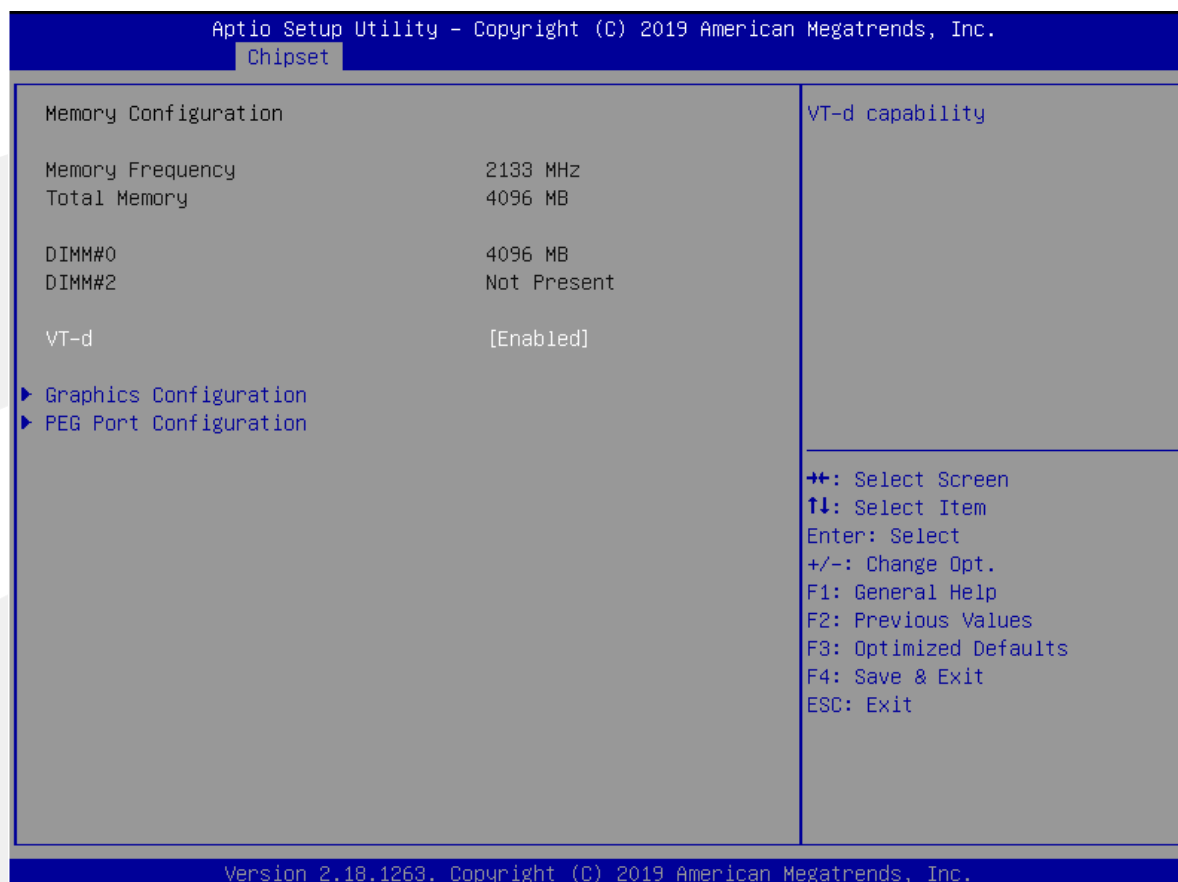 Aptio Setup Utility – Copyright (C) 2019 American Megatrends, Inc.
Chipset
Memory Configuration
Memory Frequency 2133 MHz
Total Memory 4096 MB
DIMM#0 4096 MB
DIMM#2 Not Present
VT-d [Enabled]
Graphics Configuration
PEG Port Configuration
VT-d capability
→←: Select Screen
↑↓: Select Item
Enter: Select
+/-: Change Opt.
F1: General Help
F2: Previous Values
F3: Optimized Defaults
F4: Save & Exit
ESC: Exit
Version 2.18.1263. Copyright (C) 2019 American Megatrends, Inc.